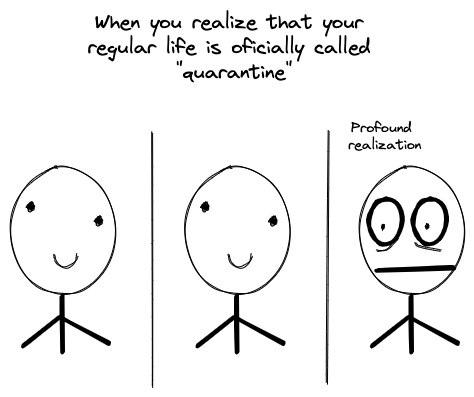 When you realize that your
regular life is oficially called
"quarantine"
Profound
realization